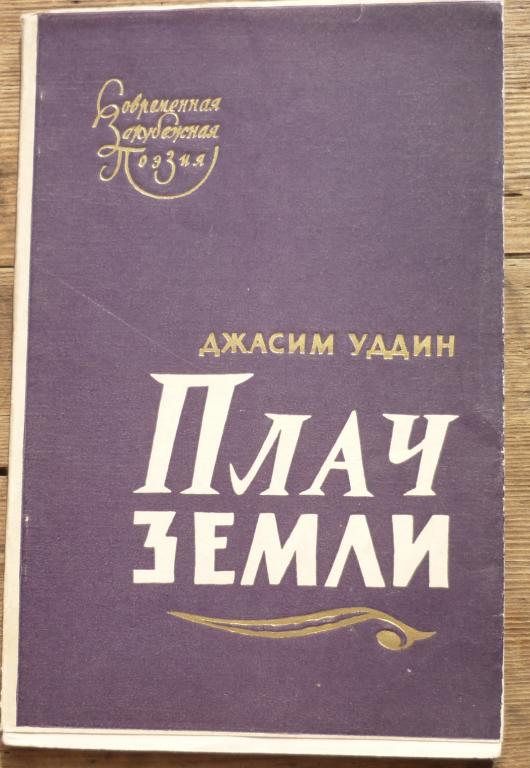 Современная
Зарубежная
Поэзия
ДЖАСИМ УДДИН
ПЛАЧ
ЗЕМЛИ